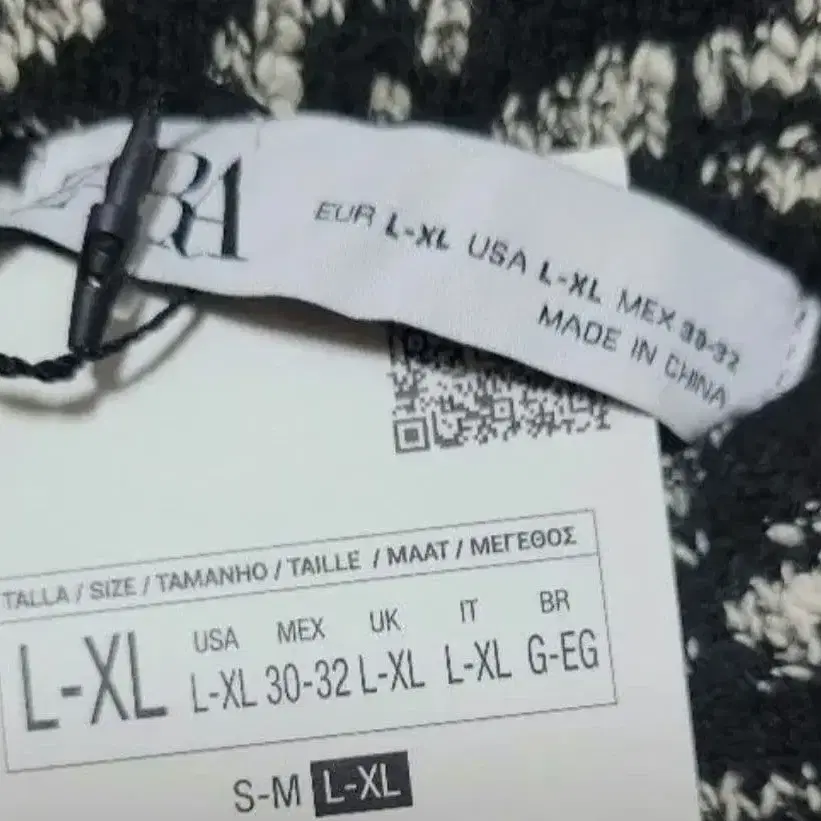 ZARA
EUR L-XL USA L-XL MEX 30-32
MADE IN CHINA
TALLA / SIZE / TAMANHO / TAILLE / MAAT / ΜΕΓΕΘΟΣ
USA MEX UK IT BR
L-XL L-XL 30-32 L-XL L-XL G-EG
S-M L-XL